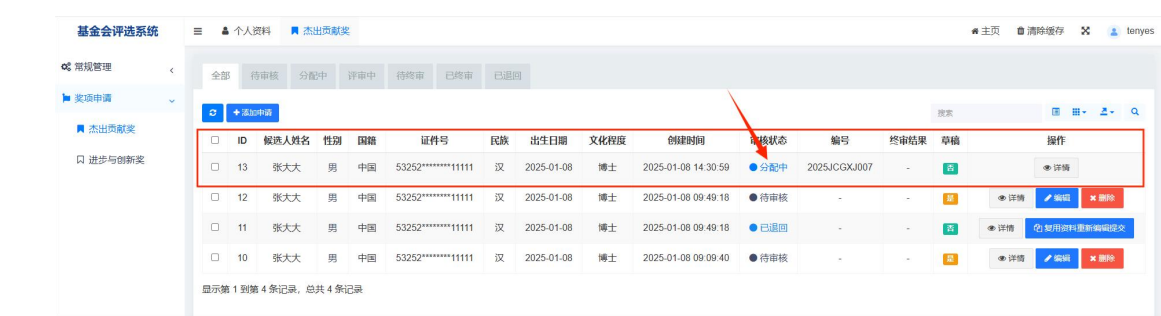 基金会评选系统 个人资料 杰出贡献奖 主页 清除缓存 tenyes
常规管理
奖项申请
杰出贡献奖
进步与创新奖
全部 待审核 分配中 评审中 待终审 已终审 已退回
添加申请 搜索
ID 候选人姓名 性别 国籍 证件号 民族 出生日期 文化程度 创建时间 审核状态 编号 终审结果 草稿 操作
13 张大大 男 中国 53252********11111 汉 2025-01-08 博士 2025-01-08 14:30:59 分配中 2025JCGXJ007 - 否 详情
12 张大大 男 中国 53252********11111 汉 2025-01-08 博士 2025-01-08 09:49:18 待审核 - - 是 详情 编辑 删除
11 张大大 男 中国 53252********11111 汉 2025-01-08 博士 2025-01-08 09:49:18 已退回 - - 否 详情 复用资料重新编辑提交
10 张大大 男 中国 53252********11111 汉 2025-01-08 博士 2025-01-08 09:09:40 待审核 - - 是 详情 编辑 删除
显示第 1 到第 4 条记录，总共 4 条记录